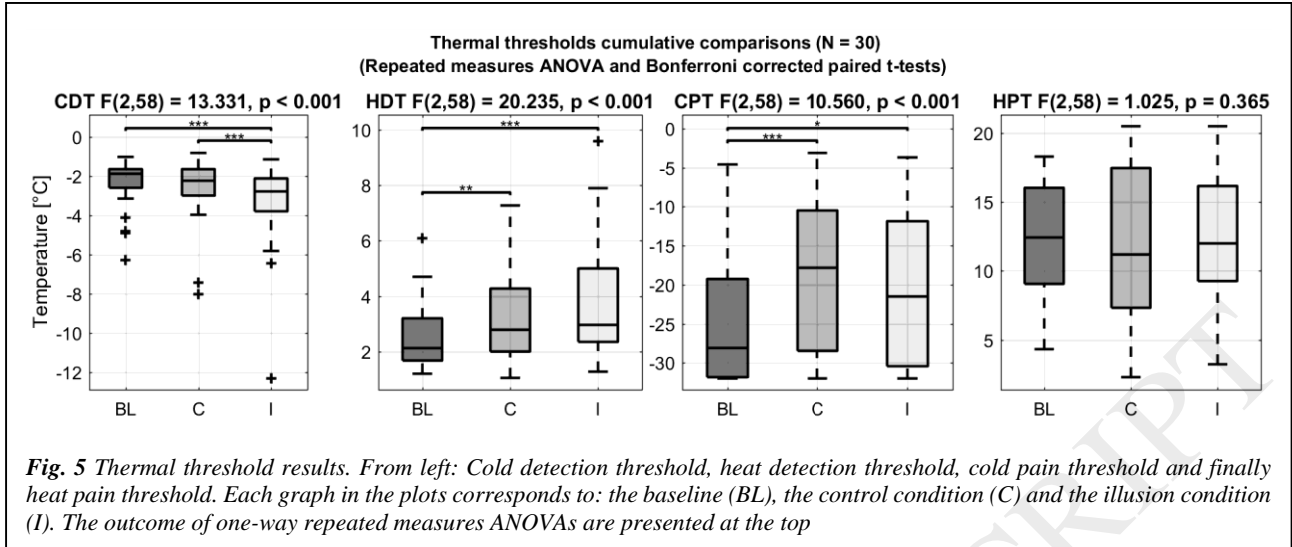 Thermal thresholds cumulative comparisons (N = 30)
(Repeated measures ANOVA and Bonferroni corrected paired t-tests)
CDT F(2,58) = 13.331, p < 0.001
HDT F(2,58) = 20.235, p < 0.001
CPT F(2,58) = 10.560, p < 0.001
HPT F(2,58) = 1.025, p = 0.365
Temperature [°C]
0
-2
-4
-6
-8
-10
-12
***
***
BL C I
10
8
6
4
2
***
**
BL C I
0
-5
-10
-15
-20
-25
-30
*
***
BL C I
20
15
10
5
BL C I
Fig. 5 Thermal threshold results. From left: Cold detection threshold, heat detection threshold, cold pain threshold and finally
heat pain threshold. Each graph in the plots corresponds to: the baseline (BL), the control condition (C) and the illusion condition
(I). The outcome of one-way repeated measures ANOVAs are presented at the top